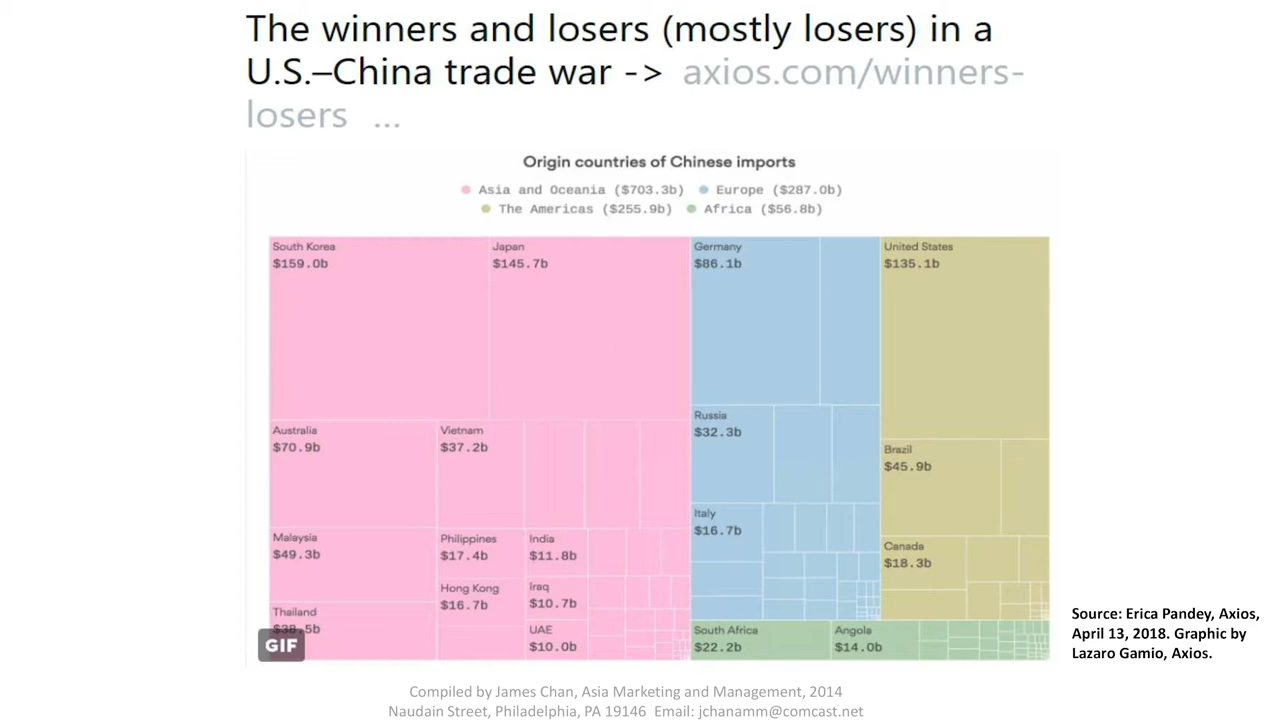 The winners and losers (mostly losers) in a
U.S.–China trade war -> axios.com/winners-
losers ...
Origin countries of Chinese imports
Asia and Oceania ($703.3b) Europe ($287.0b)
The Americas ($255.9b) Africa ($56.8b)
South Korea
$159.0b
Japan
$145.7b
Germany
$86.1b
United States
$135.1b
Russia
$32.3b
Australia
$70.9b
Vietnam
$37.2b
Brazil
$45.9b
Italy
$16.7b
Malaysia
$49.3b
Philippines
$17.4b
India
$11.8b
Canada
$18.3b
Hong Kong
$16.7b
Iraq
$10.7b
Thailand
$38.5b
UAE
$10.0b
South Africa
$22.2b
Angola
$14.0b
GIF
Source: Erica Pandey, Axios,
April 13, 2018. Graphic by
Lazaro Gamio, Axios.
Compiled by James Chan, Asia Marketing and Management, 2014
Naudain Street, Philadelphia, PA 19146 Email: jchanamm@comcast.net